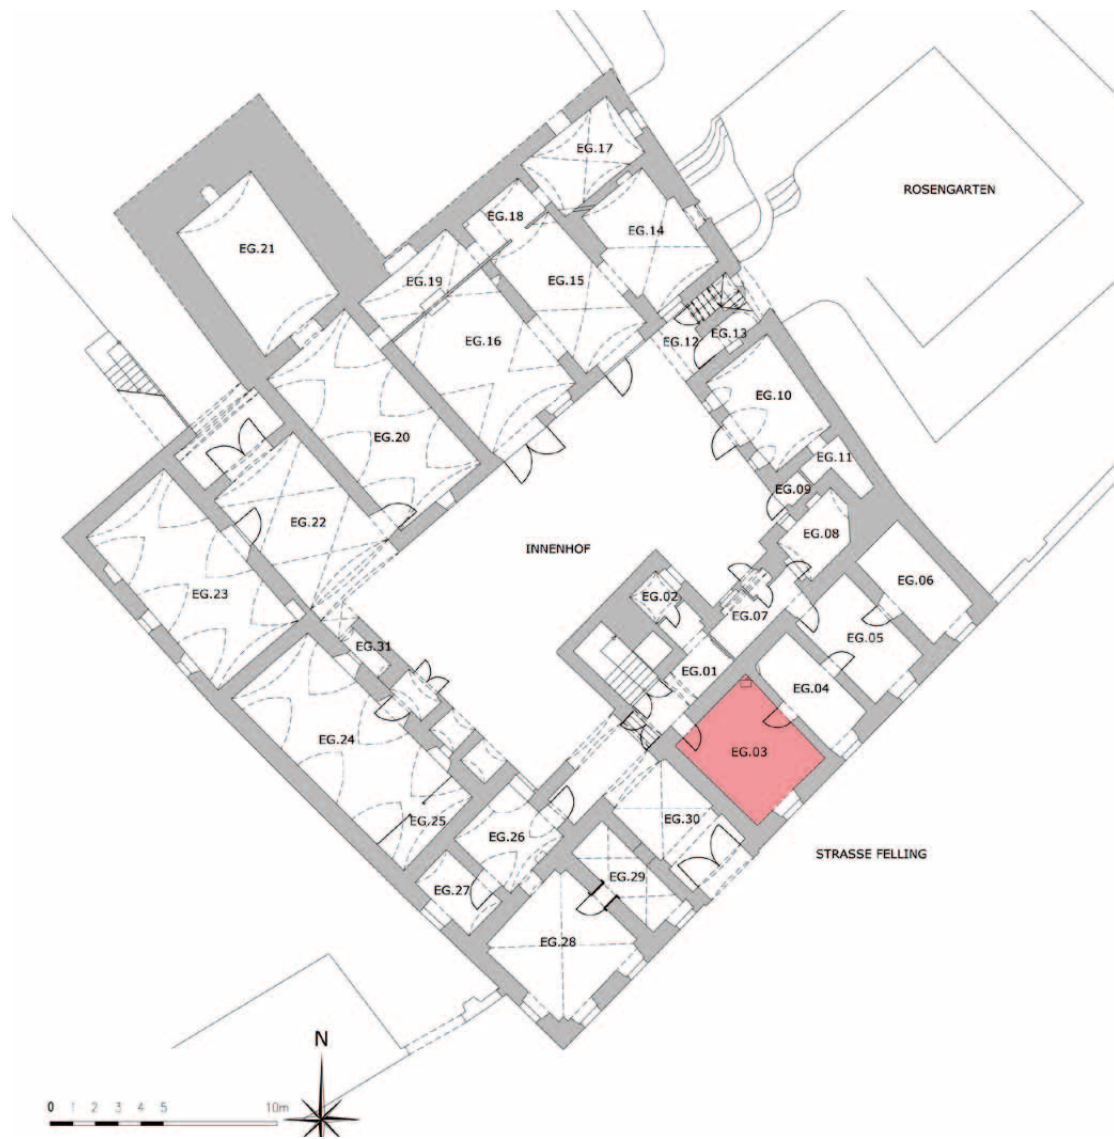 EG.17
ROSENGARTEN
EG.18
EG.14
EG.21
EG.19
EG.15
EG.16
EG.12
EG.13
EG.10
EG.20
EG.11
EG.09
EG.22
EG.08
INNENHOF
EG.06
EG.23
EG.02
EG.07
EG.05
EG.31
EG.01
EG.04
EG.24
EG.03
EG.25
EG.30
EG.26
STRASSE FELLING
EG.29
EG.27
EG.28
N
0 1 2 3 4 5 10m